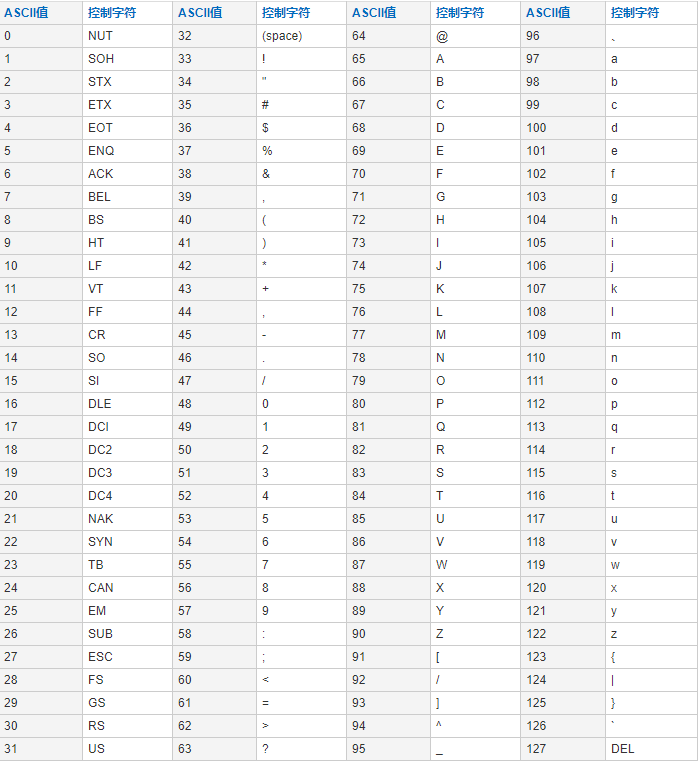 ASCII值 控制字符 ASCII值 控制字符 ASCII值 控制字符 ASCII值 控制字符
0 NUT 32 (space) 64 @ 96 、
1 SOH 33 ! 65 A 97 a
2 STX 34 " 66 B 98 b
3 ETX 35 # 67 C 99 c
4 EOT 36 $ 68 D 100 d
5 ENQ 37 % 69 E 101 e
6 ACK 38 & 70 F 102 f
7 BEL 39 , 71 G 103 g
8 BS 40 ( 72 H 104 h
9 HT 41 ) 73 I 105 i
10 LF 42 * 74 J 106 j
11 VT 43 + 75 K 107 k
12 FF 44 , 76 L 108 l
13 CR 45 - 77 M 109 m
14 SO 46 . 78 N 110 n
15 SI 47 / 79 O 111 o
16 DLE 48 0 80 P 112 p
17 DCI 49 1 81 Q 113 q
18 DC2 50 2 82 R 114 r
19 DC3 51 3 83 S 115 s
20 DC4 52 4 84 T 116 t
21 NAK 53 5 85 U 117 u
22 SYN 54 6 86 V 118 v
23 TB 55 7 87 W 119 w
24 CAN 56 8 88 X 120 x
25 EM 57 9 89 Y 121 y
26 SUB 58 : 90 Z 122 z
27 ESC 59 ; 91 [ 123 {
28 FS 60 < 92 / 124 |
29 GS 61 = 93 ] 125 }
30 RS 62 > 94 ^ 126 `
31 US 63 ? 95 _ 127 DEL